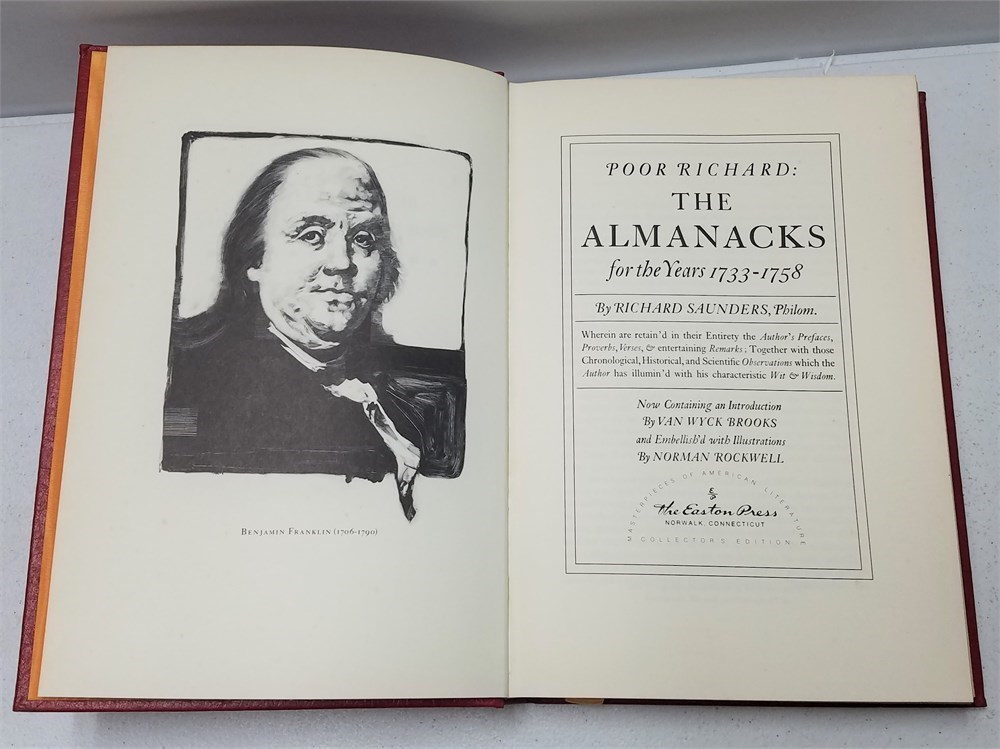 BENJAMIN FRANKLIN (1706-1790)
POOR RICHARD:
THE
ALMANACKS
for the Years 1733-1758
By RICHARD SAUNDERS, Philom.
Wherein are retain'd in their Entirety the Author's Prefaces,
Proverbs, Verses, & entertaining Remarks; Together with those
Chronological, Historical, and Scientific Observations which the
Author has illumin'd with his characteristic Wit & Wisdom.
Now Containing an Introduction
By VAN WYCK BROOKS
and Embellish'd with Illustrations
By NORMAN ROCKWELL
MASTERPIECES OF AMERICAN LITERATURE
E
P
The Easton Press
NORWALK, CONNECTICUT
COLLECTOR'S EDITION